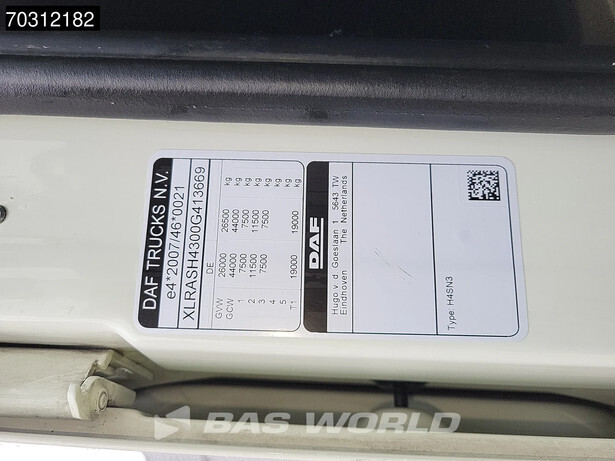 70312182
DAF TRUCKS N.V.
e4*2007/46*0021
XLRASH4300G413669
DE
GVW 26000 26500 kg
GCW 44000 44000 kg
1 7500 7500 kg
2 11500 11500 kg
3 7500 7500 kg
4 kg
5 kg
T1 19000 19000 kg
DAF
Hugo v. d. Goeslaan 1 5643 TW
Eindhoven The Netherlands
Type: H4SN3
BAS WORLD